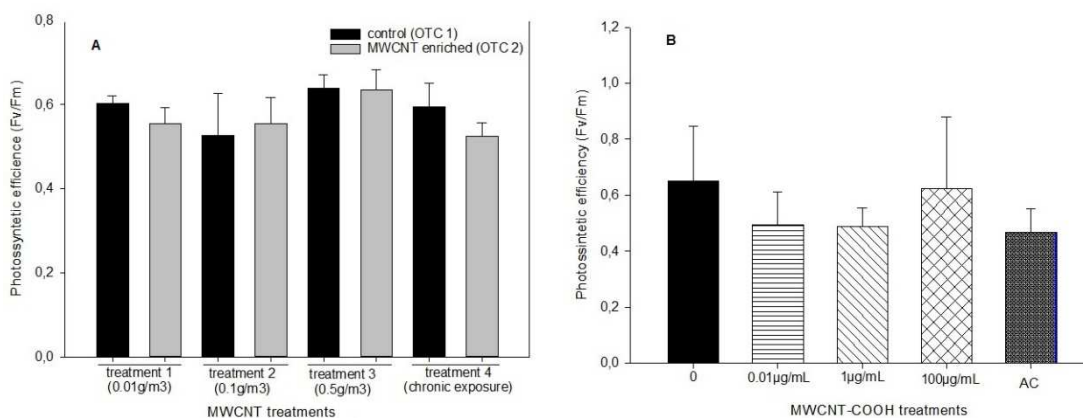 A
control (OTC 1)
MWCNT enriched (OTC 2)
Photossyntetic efficience (Fv/Fm)
0,8
0,6
0,4
0,2
0,0
treatment 1 treatment 2 treatment 3 treatment 4
(0.01g/m3) (0.1g/m3) (0.5g/m3) (chronic exposure)
MWCNT treatments
B
Photossintetic efficiency (Fv/Fm)
1,2
1,0
0,8
0,6
0,4
0,2
0,0
0 0.01µg/mL 1µg/mL 100µg/mL AC
MWCNT-COOH treatments